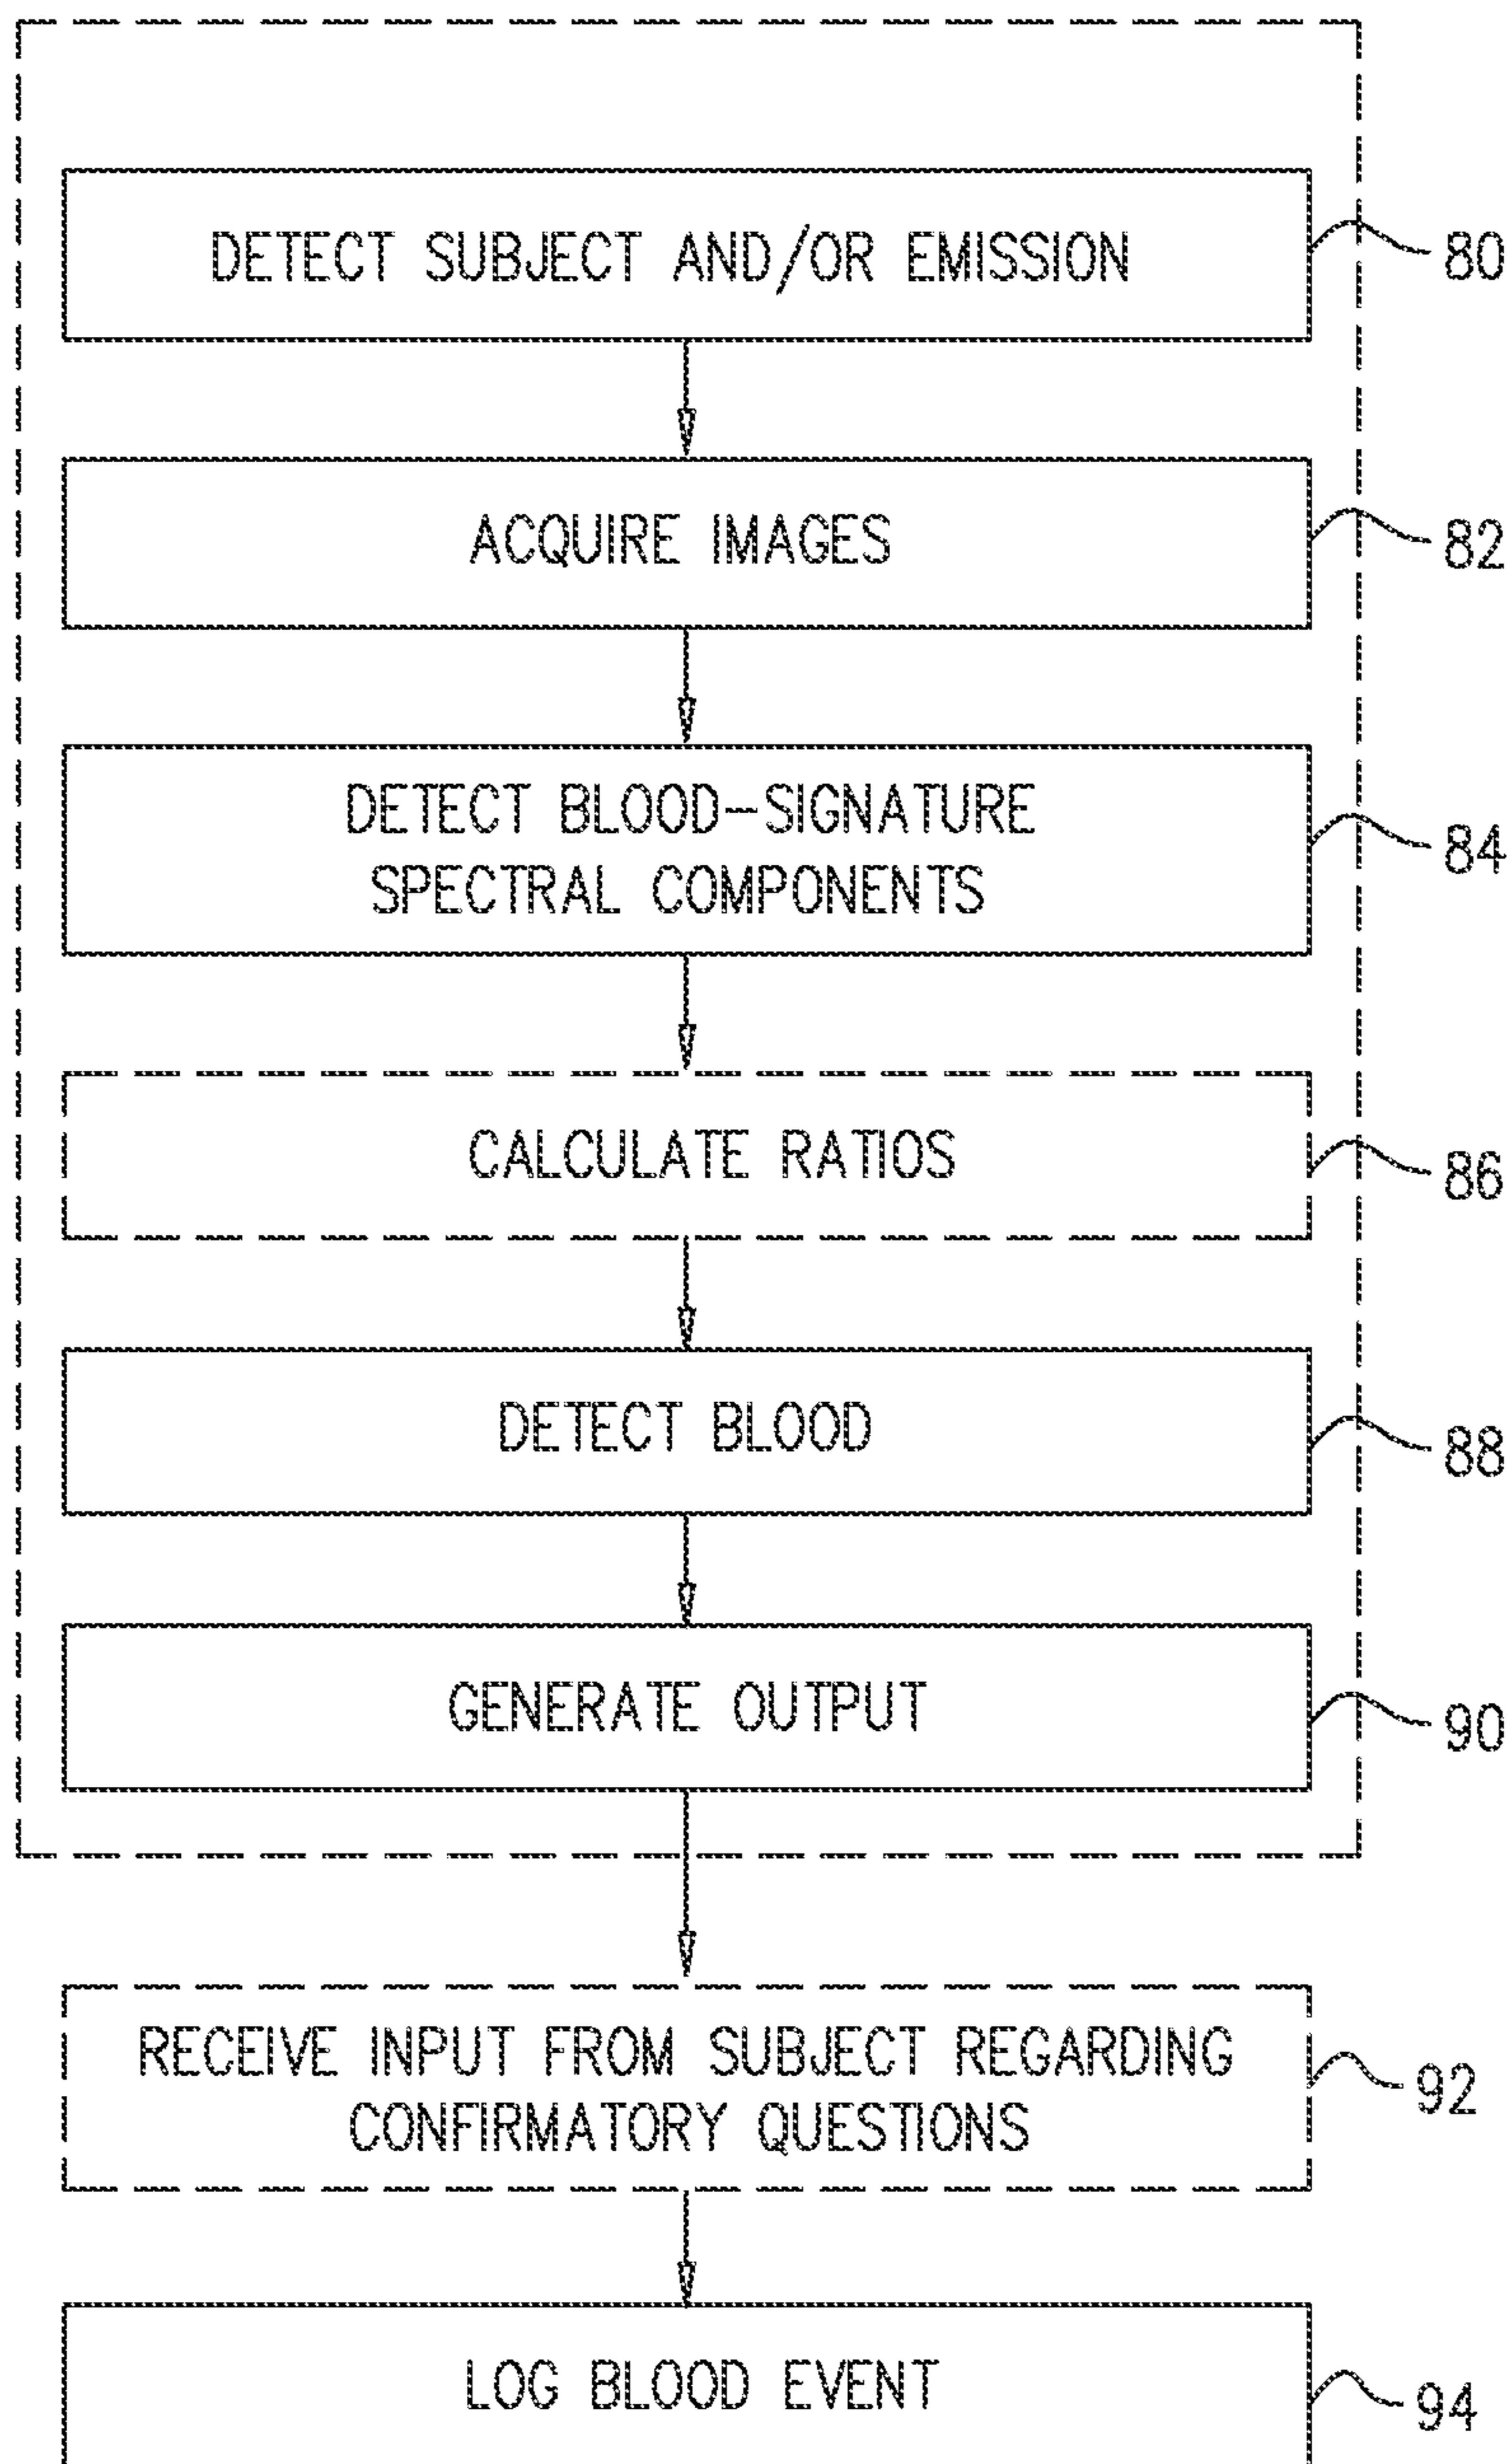 DETECT SUBJECT AND/OR EMISSION
80
ACQUIRE IMAGES
82
DETECT BLOOD-SIGNATURE
SPECTRAL COMPONENTS
84
CALCULATE RATIOS
86
DETECT BLOOD
88
GENERATE OUTPUT
90
RECEIVE INPUT FROM SUBJECT REGARDING
CONFIRMATORY QUESTIONS
92
LOG BLOOD EVENT
94